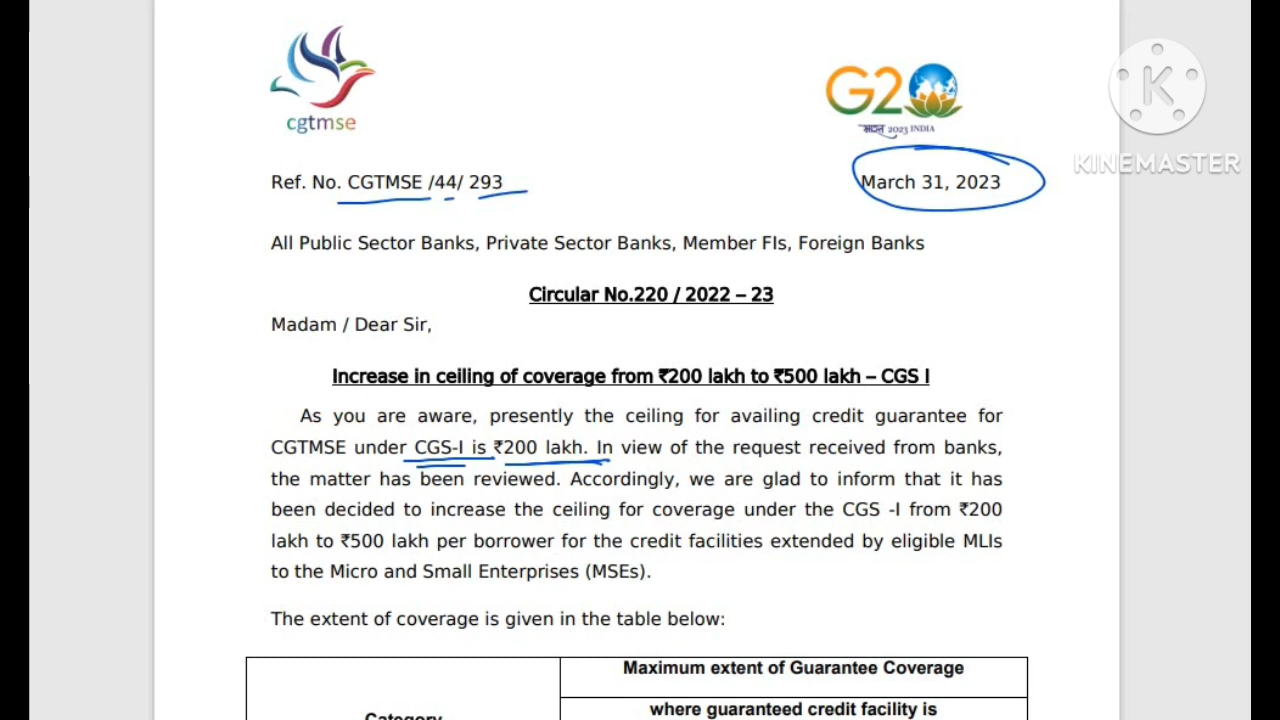 cgtmse
G20
भारत 2023 INDIA
KINEMASTER
Ref. No. CGTMSE /44/ 293
March 31, 2023
All Public Sector Banks, Private Sector Banks, Member FIs, Foreign Banks
Circular No.220 / 2022 – 23
Madam / Dear Sir,
Increase in ceiling of coverage from ₹200 lakh to ₹500 lakh – CGS I
As you are aware, presently the ceiling for availing credit guarantee for
CGTMSE under CGS-I is ₹200 lakh. In view of the request received from banks,
the matter has been reviewed. Accordingly, we are glad to inform that it has
been decided to increase the ceiling for coverage under the CGS -I from ₹200
lakh to ₹500 lakh per borrower for the credit facilities extended by eligible MLIs
to the Micro and Small Enterprises (MSEs).
The extent of coverage is given in the table below:
Maximum extent of Guarantee Coverage
where guaranteed credit facility is
Category